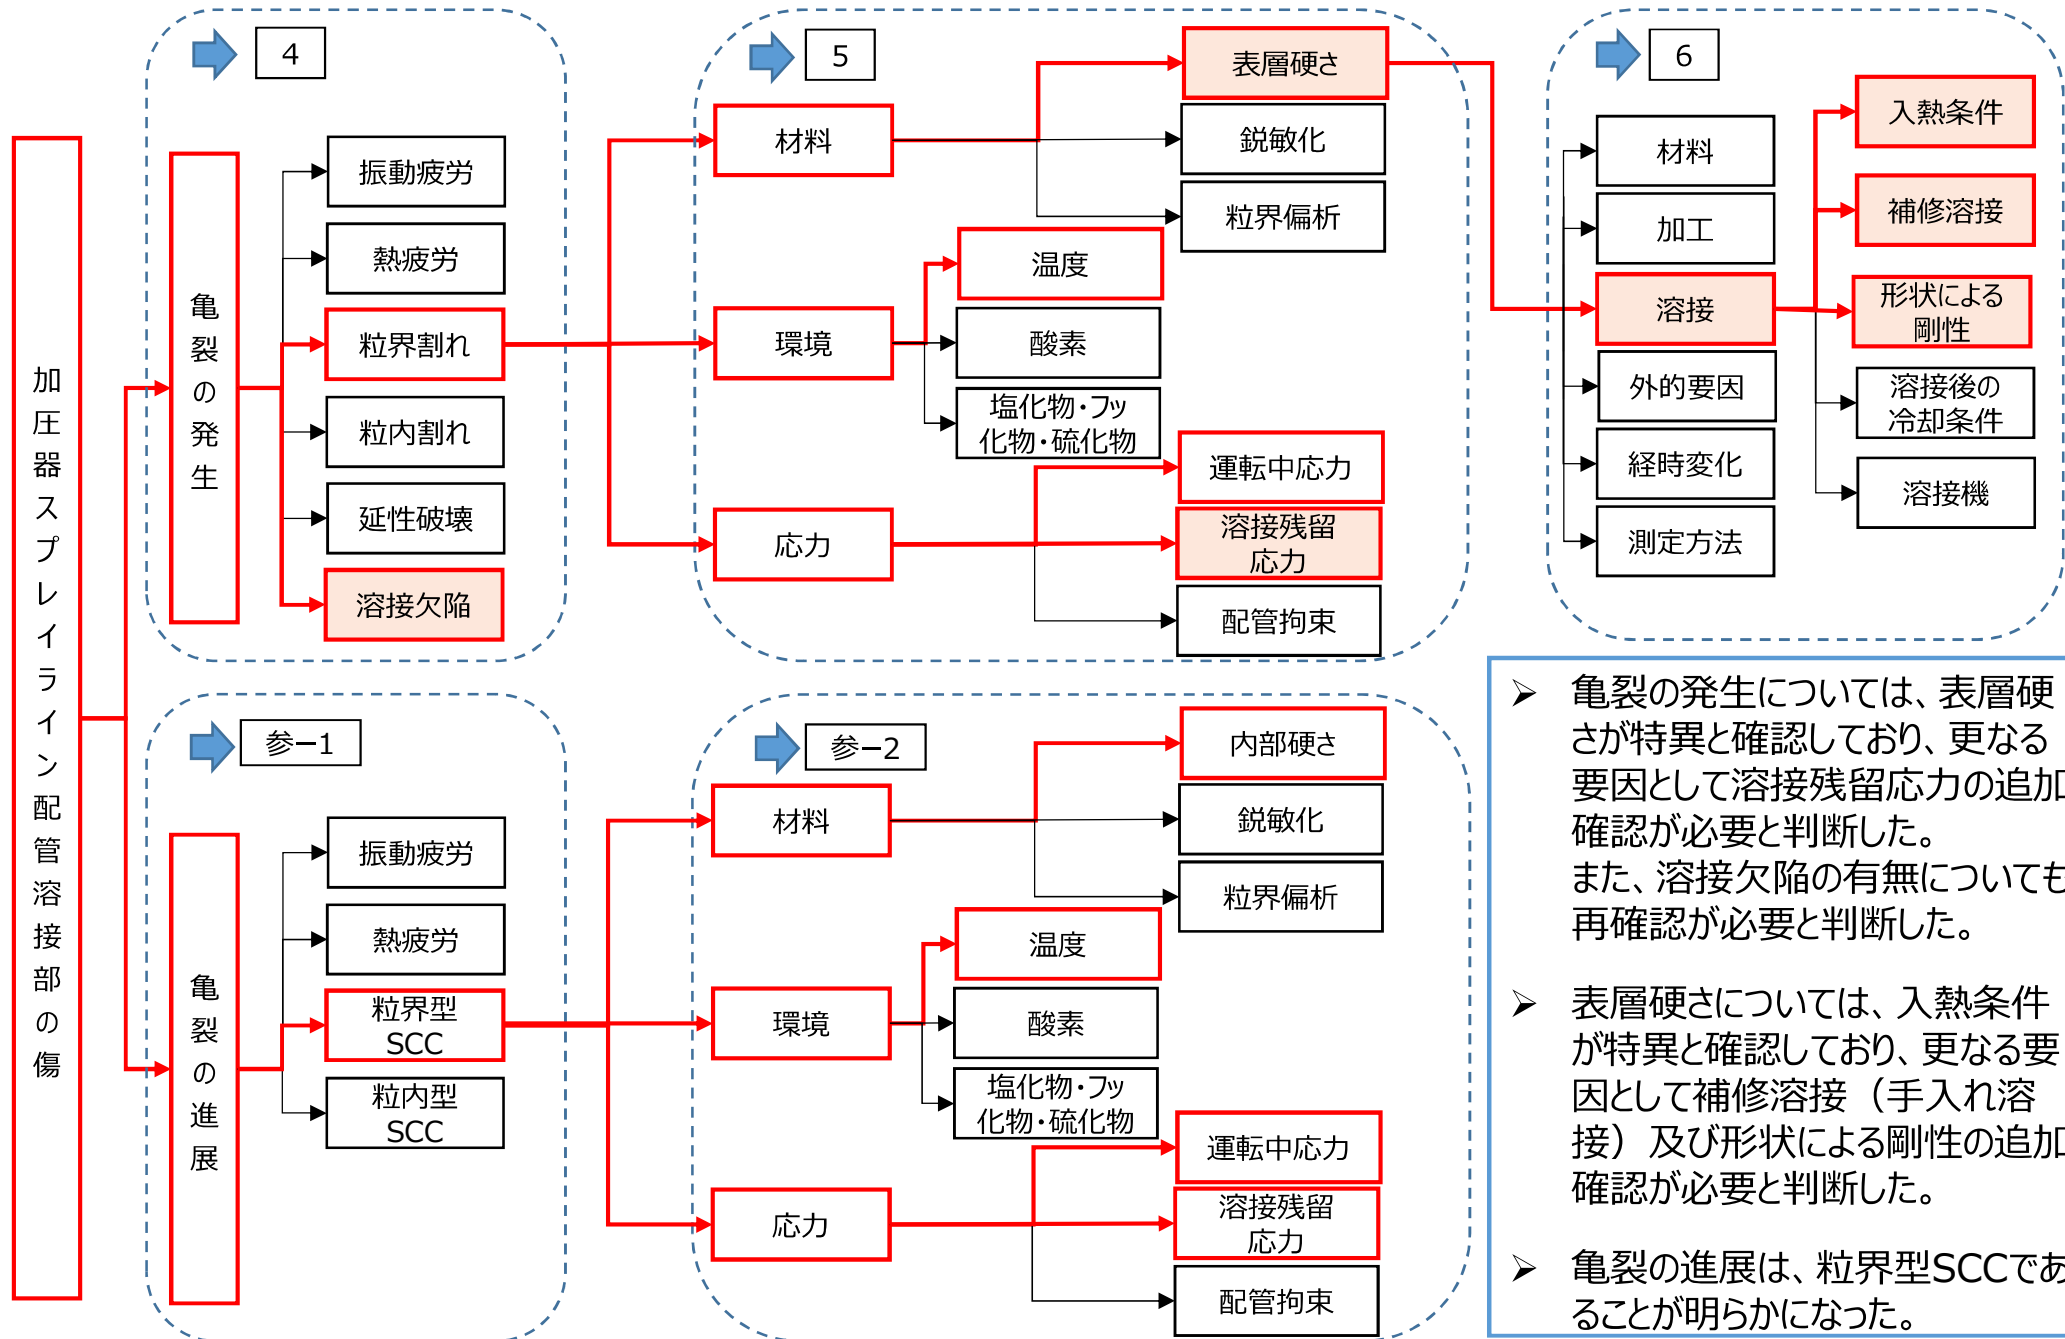 加圧器スプレイライン配管溶接部の傷
4
亀裂の発生
振動疲労
熱疲労
粒界割れ
粒内割れ
延性破壊
溶接欠陥
5
材料
表層硬さ
鋭敏化
粒界偏析
環境
温度
酸素
塩化物・フッ
化物・硫化物
応力
運転中応力
溶接残留
応力
配管拘束
6
材料
加工
溶接
外的要因
経時変化
測定方法
入熱条件
補修溶接
形状による
剛性
溶接後の
冷却条件
溶接機
参−1
亀裂の進展
振動疲労
熱疲労
粒界型
SCC
粒内型
SCC
参−2
材料
内部硬さ
鋭敏化
粒界偏析
環境
温度
酸素
塩化物・フッ
化物・硫化物
応力
運転中応力
溶接残留
応力
配管拘束
➢ 亀裂の発生については、表層硬
さが特異と確認しており、更なる
要因として溶接残留応力の追加
確認が必要と判断した。
また、溶接欠陥の有無についても
再確認が必要と判断した。
➢ 表層硬さについては、入熱条件
が特異と確認しており、更なる要
因として補修溶接（手入れ溶
接）及び形状による剛性の追加
確認が必要と判断した。
➢ 亀裂の進展は、粒界型SCCであ
ることが明らかになった。